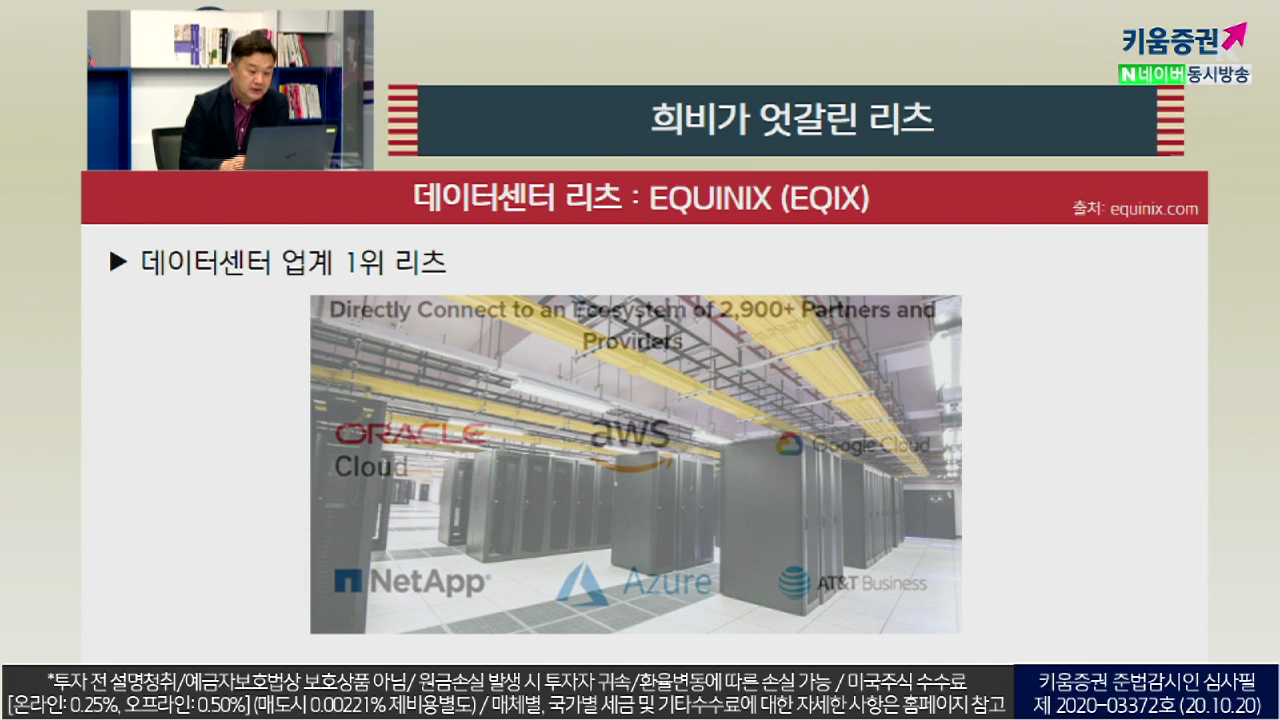 키움증권
N 네이버 동시방송
희비가 엇갈린 리츠
데이터센터 리츠 : EQUINIX (EQIX)
출처: equinix.com
▶ 데이터센터 업계 1위 리츠
Directly Connect to an Ecosystem of 2,900+ Partners and
Providers
ORACLE
Cloud
aws
Google Cloud
NetApp®
Azure
AT&T Business
*투자 전 설명청취/예금자보호법상 보호상품 아님/ 원금손실 발생 시 투자자 귀속/환율변동에 따른 손실 가능 / 미국주식 수수료
[온라인: 0.25%, 오프라인: 0.50%] (매도시 0.00221% 제비용별도) / 매체별, 국가별 세금 및 기타수수료에 대한 자세한 사항은 홈페이지 참고
키움증권 준법감시인 심사필
제 2020-03372호 (20.10.20)